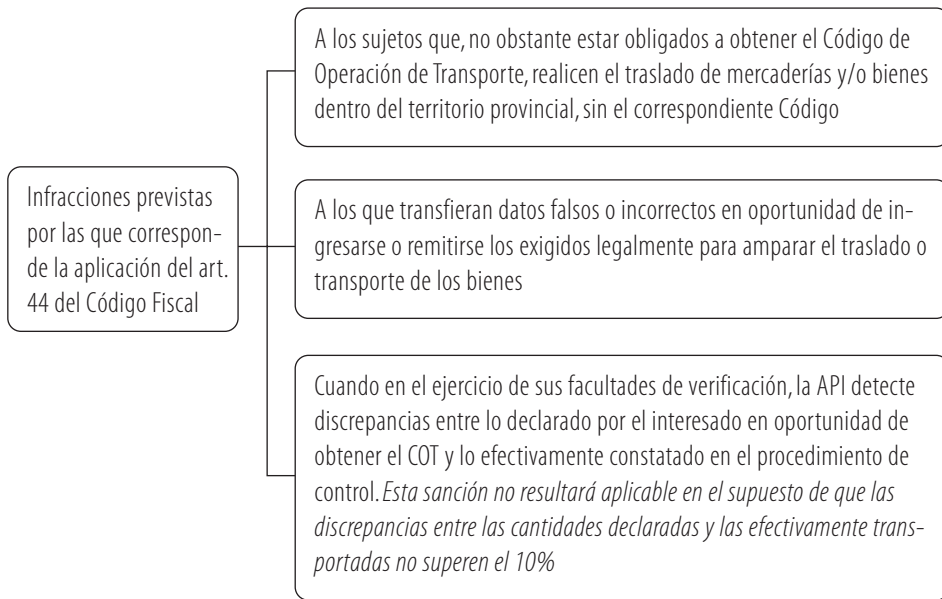 A los sujetos que, no obstante estar obligados a obtener el Código de
Operación de Transporte, realicen el traslado de mercaderías y/o bienes
dentro del territorio provincial, sin el correspondiente Código
Infracciones previstas
por las que correspon-
de la aplicación del art.
44 del Código Fiscal
A los que transfieran datos falsos o incorrectos en oportunidad de in-
gresarse o remitirse los exigidos legalmente para amparar el traslado o
transporte de los bienes
Cuando en el ejercicio de sus facultades de verificación, la API detecte
discrepancias entre lo declarado por el interesado en oportunidad de
obtener el COT y lo efectivamente constatado en el procedimiento de
control. Esta sanción no resultará aplicable en el supuesto de que las
discrepancias entre las cantidades declaradas y las efectivamente trans-
portadas no superen el 10%